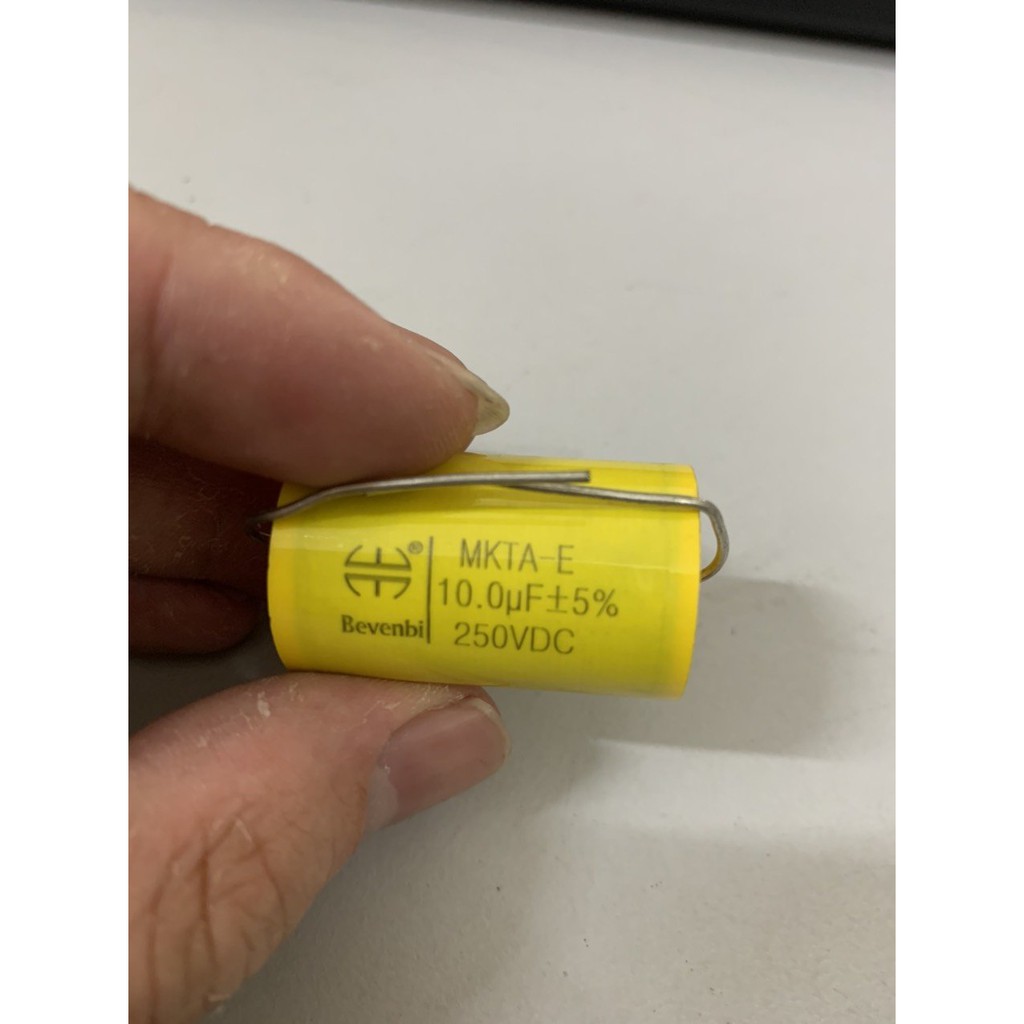 ®
Bevenbi
MKTA-E
10.0µF±5%
250VDC